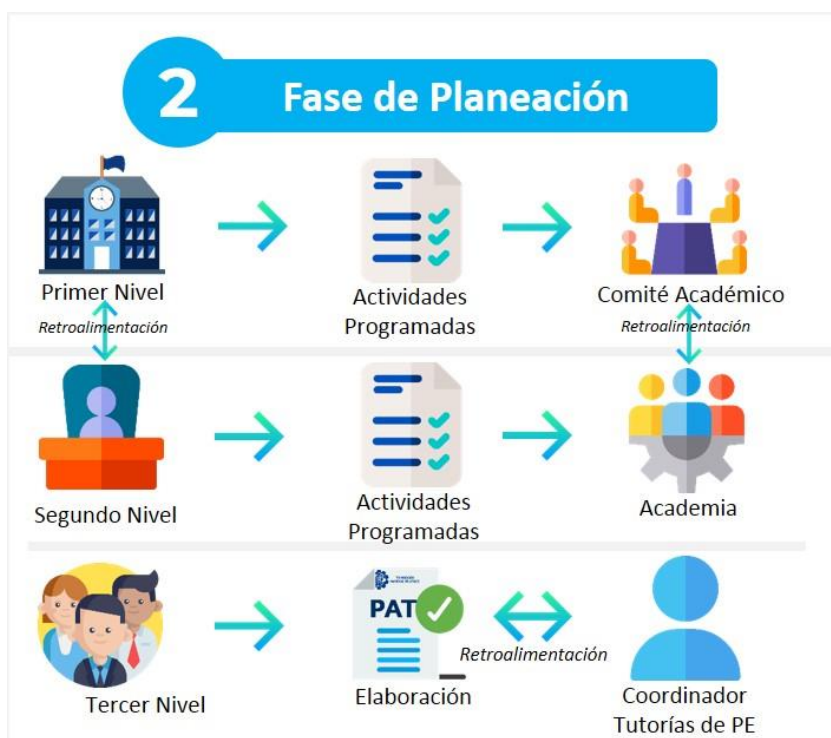 2
Fase de Planeación
Primer Nivel
Actividades
Programadas
Comité Académico
Retroalimentación
Retroalimentación
Segundo Nivel
Actividades
Programadas
Academia
PAT
Retroalimentación
Tercer Nivel
Elaboración
Coordinador
Tutorías de PE